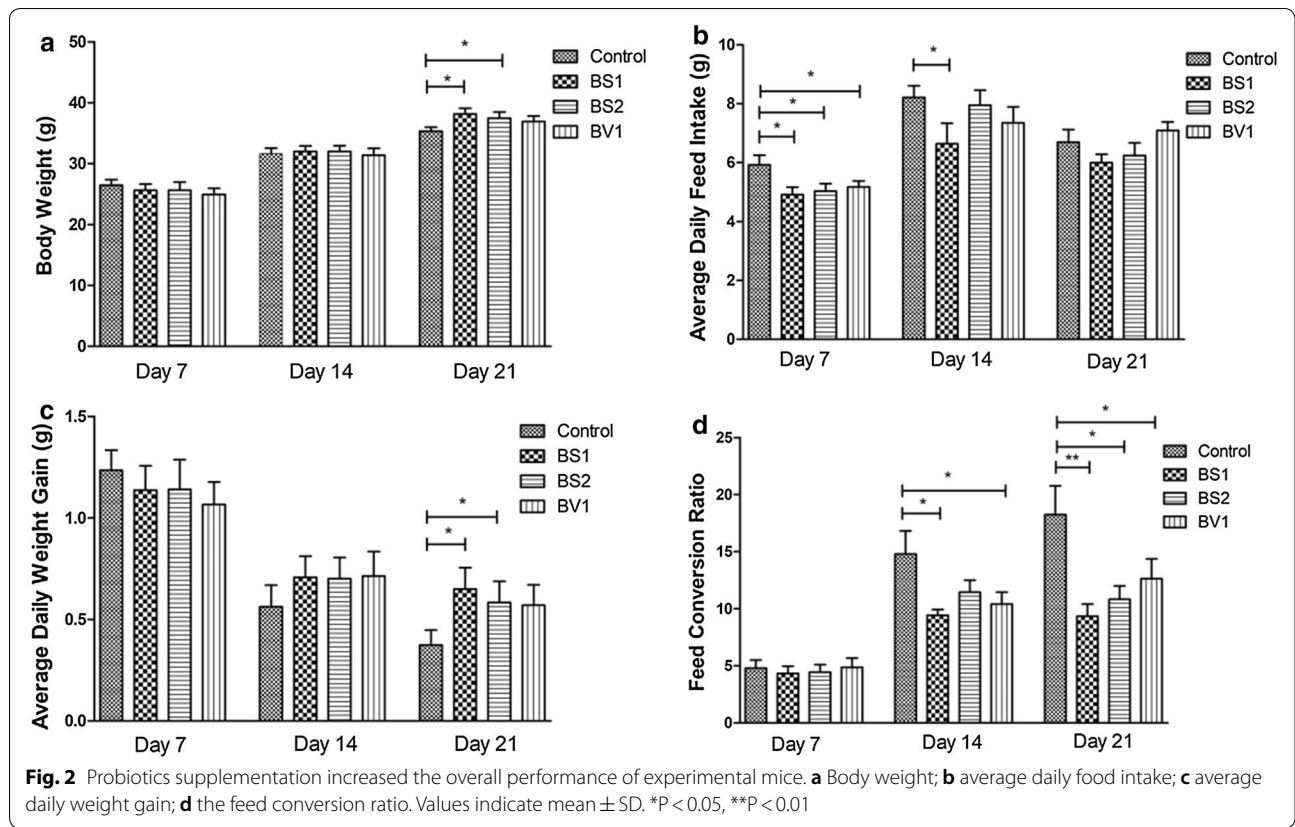 a
50
40
30
20
10
0
Body Weight (g)
Control
BS1
BS2
BV1
*
*
Day 7 Day 14 Day 21
b
10
8
6
4
2
0
Average Daily Feed Intake (g)
Control
BS1
BS2
BV1
*
*
*
*
Day 7 Day 14 Day 21
c
1.5
1.0
0.5
0.0
Average Daily Weight Gain (g)
Control
BS1
BS2
BV1
*
*
Day 7 Day 14 Day 21
d
25
20
15
10
5
0
Feed Conversion Ratio
Control
BS1
BS2
BV1
*
*
*
*
**
Day 7 Day 14 Day 21
Fig. 2 Probiotics supplementation increased the overall performance of experimental mice. a Body weight; b average daily food intake; c average
daily weight gain; d the feed conversion ratio. Values indicate mean ± SD. *P < 0.05, **P < 0.01